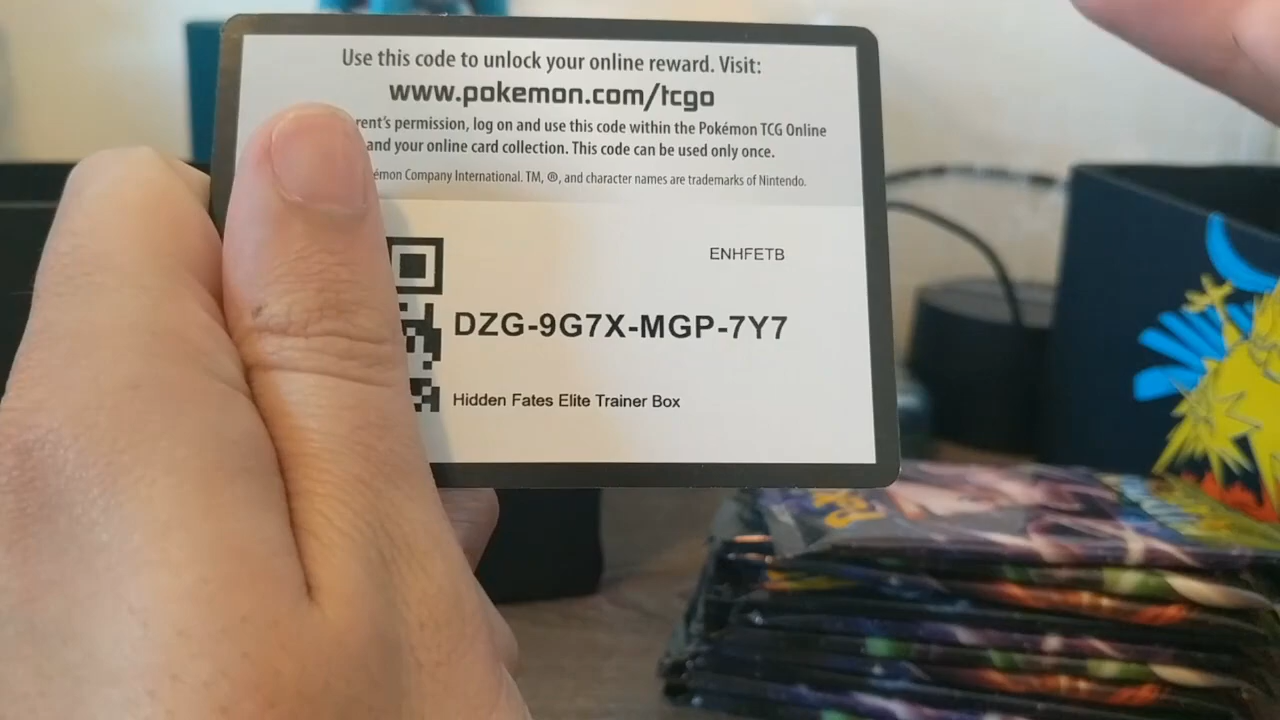 Use this code to unlock your online reward. Visit:
www.pokemon.com/tcgo
permission, log on and use this code within the Pokémon TCG Online
and your online card collection. This code can be used only once.
Company International. TM, ®, and character names are trademarks of Nintendo.
ENHFETB
DZG-9G7X-MGP-7Y7
Hidden Fates Elite Trainer Box